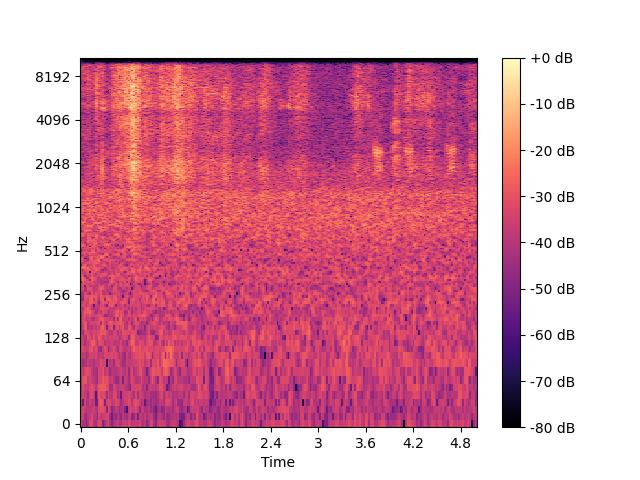 8192
4096
2048
1024
512
256
128
64
0
Hz
0 0.6 1.2 1.8 2.4 3 3.6 4.2 4.8
Time
+0 dB
-10 dB
-20 dB
-30 dB
-40 dB
-50 dB
-60 dB
-70 dB
-80 dB